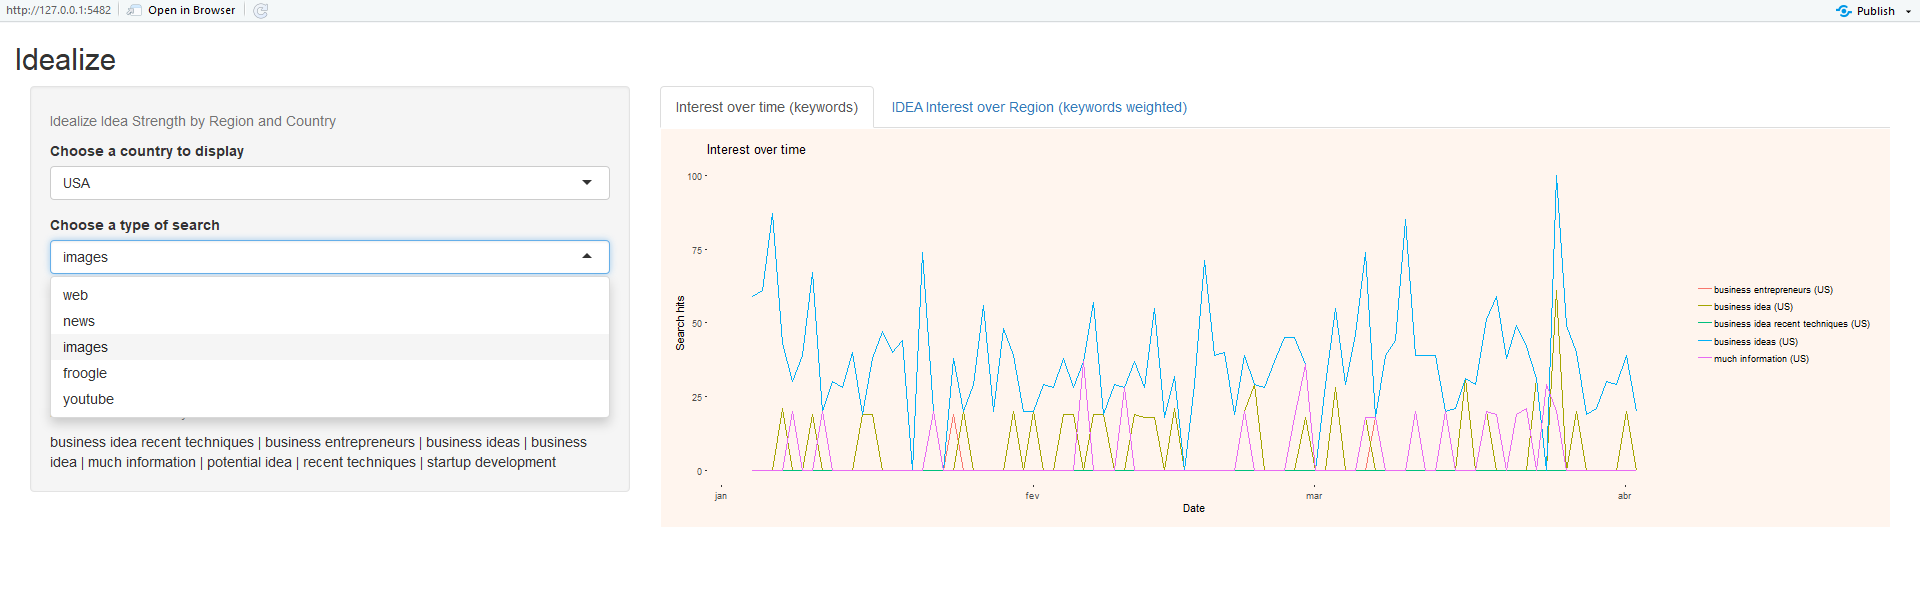 http://127.0.0.1:5482
Open in Browser
Publish
Idealize
Idealize Idea Strength by Region and Country
Choose a country to display
USA
Choose a type of search
images
web
news
images
froogle
youtube
business idea recent techniques | business entrepreneurs | business ideas | business
idea | much information | potential idea | recent techniques | startup development
Interest over time (keywords)
IDEA Interest over Region (keywords weighted)
Interest over time
100
75
50
25
0
Search hits
jan
fev
mar
abr
Date
business entrepreneurs (US)
business idea (US)
business idea recent techniques (US)
business ideas (US)
much information (US)